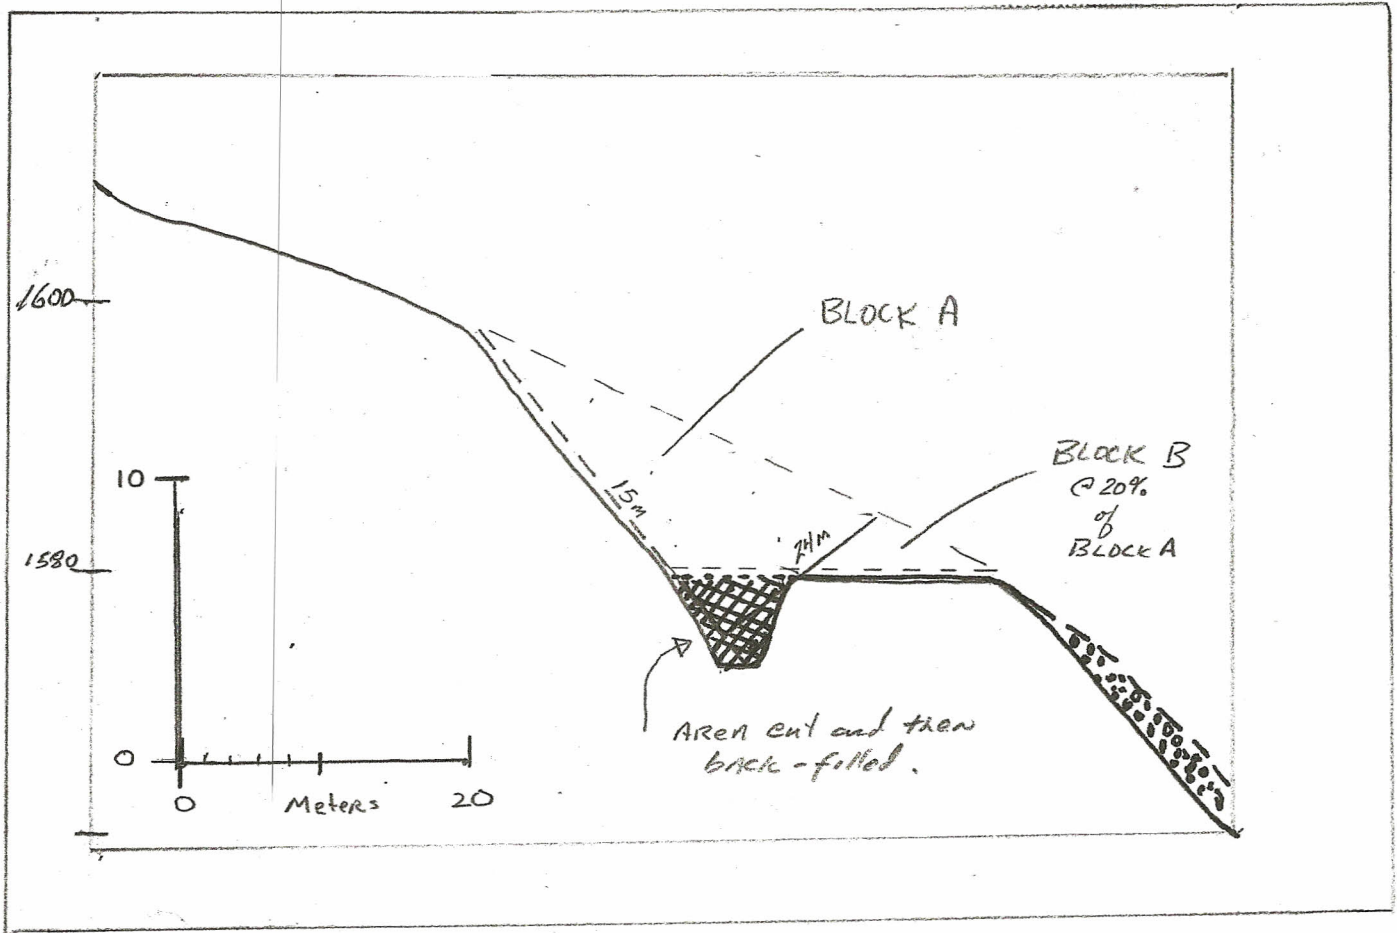 1600
BLOCK A
BLOCK B
@ 20%
of
BLOCK A
10
15m
24m
1580
AREA cut and then
back-filled.
0
0
Meters
20